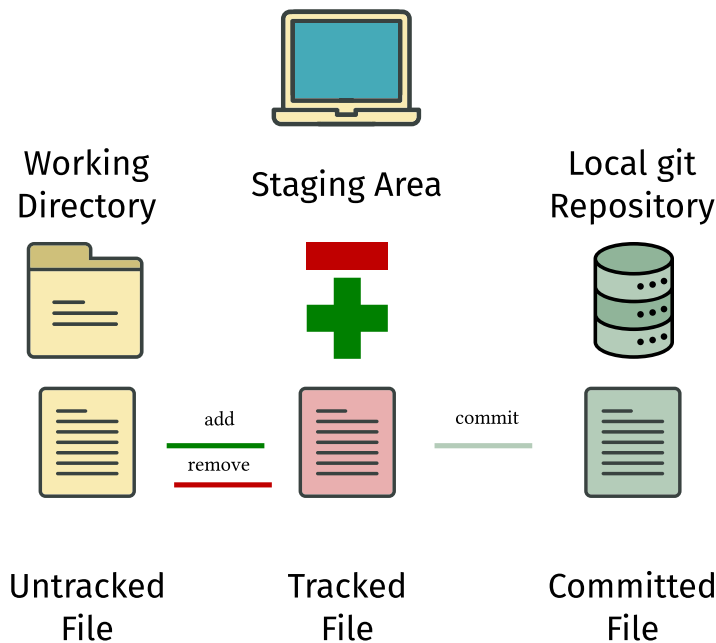 Working
Directory
Staging Area
Local git
Repository
add
remove
commit
Untracked
File
Tracked
File
Committed
File